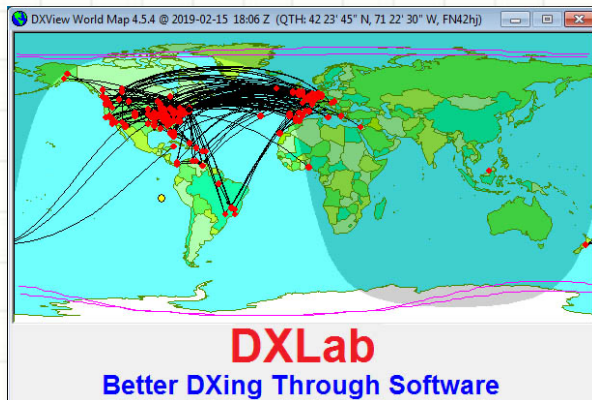 DXView World Map 4.5.4 @ 2019-02-15 18:06 Z (QTH: 42 23' 45" N, 71 22' 30" W, FN42hj)
DXLab
Better DXing Through Software